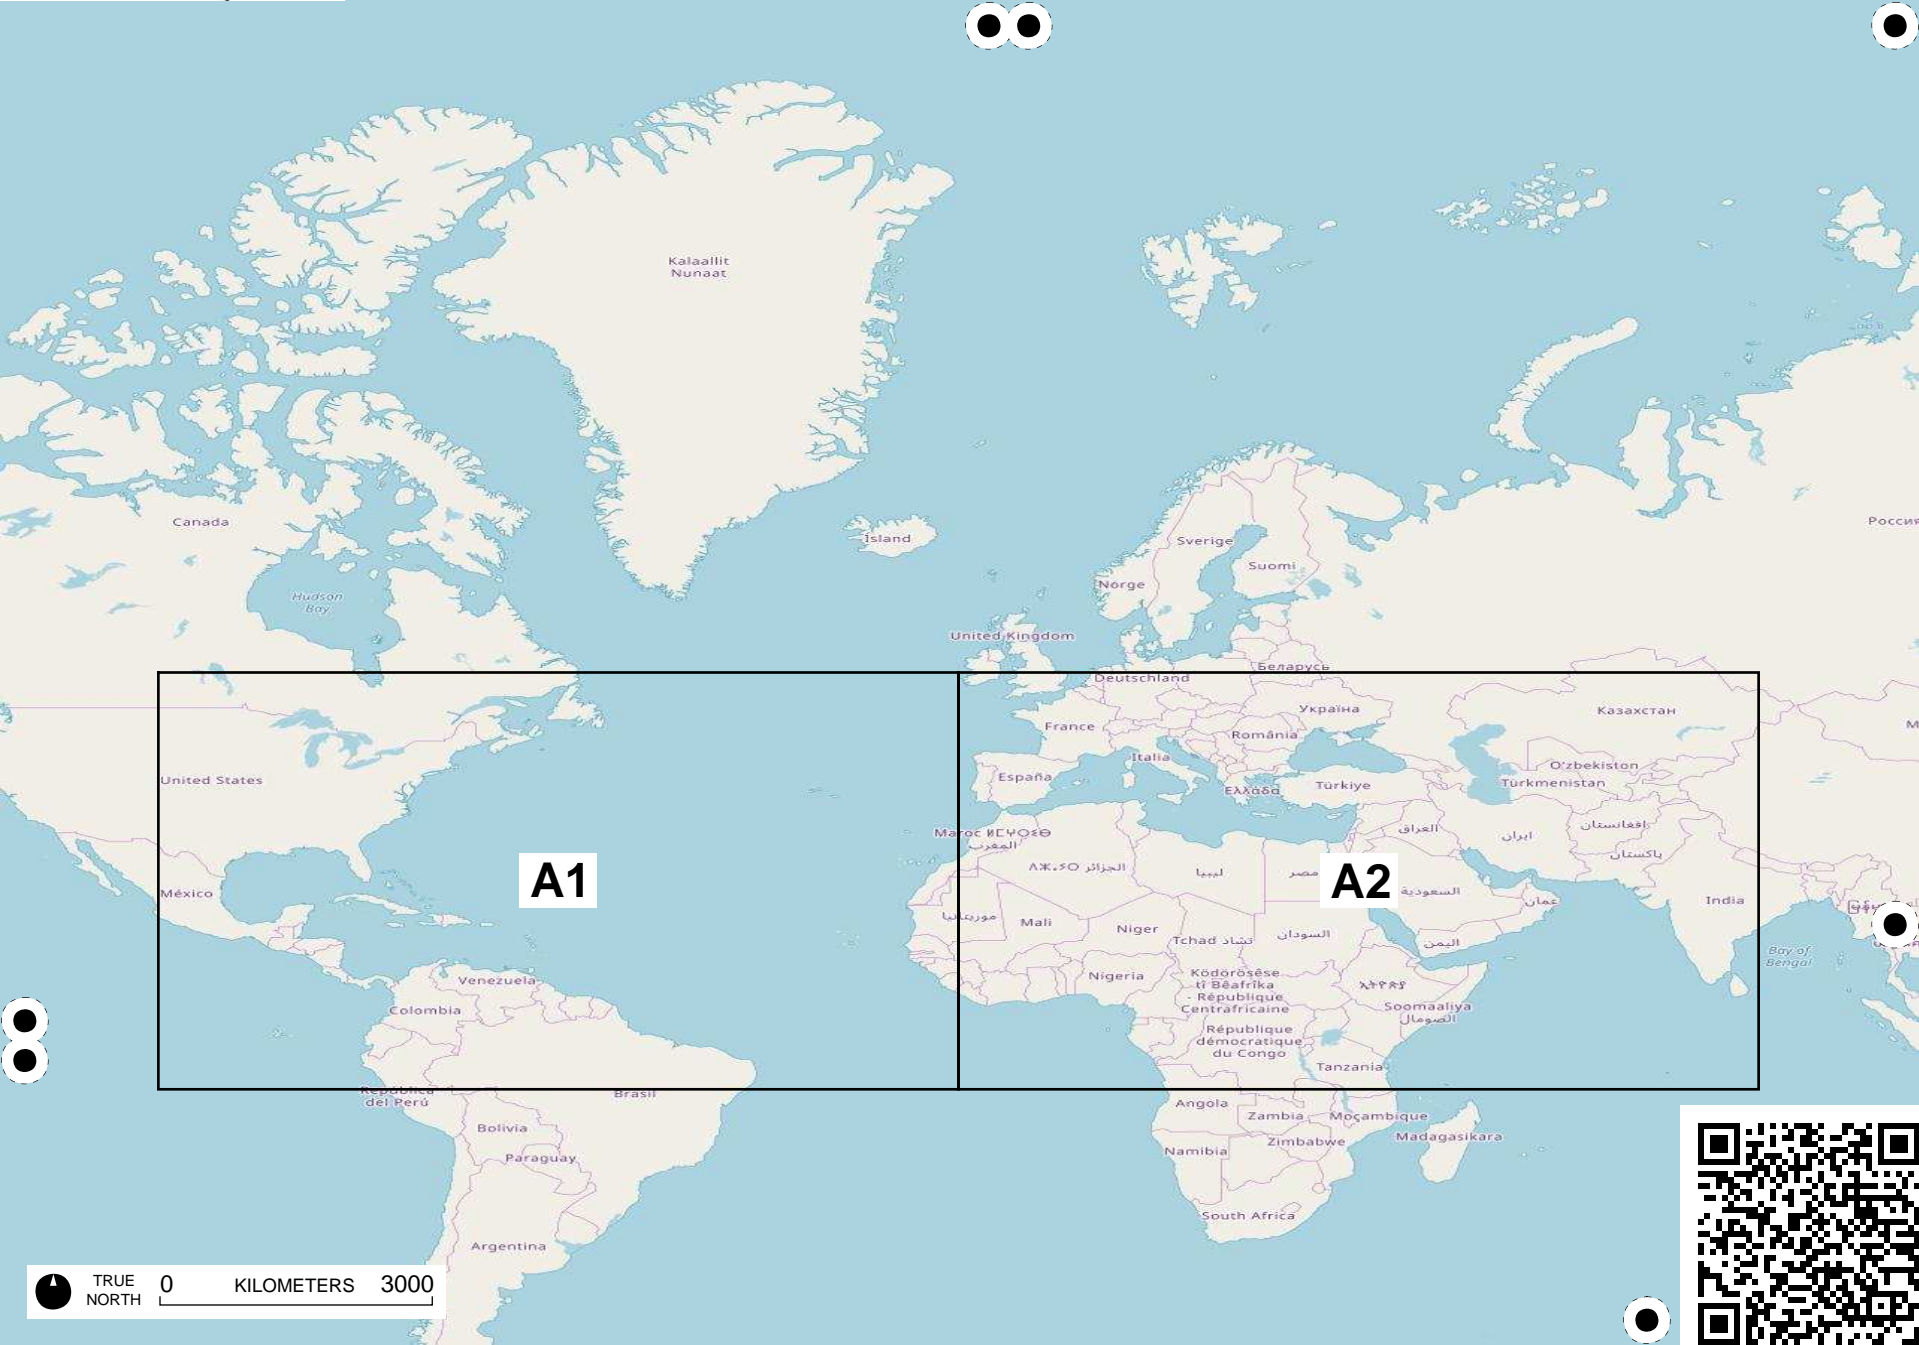 Kalaallit
Nunaat
Canada
Ísland
Россия
Sverige
Suomi
Norge
Hudson
Bay
United Kingdom
Беларусь
Deutschland
Україна
Казахстан
France
România
Italia
O'zbekiston
United States
España
Ελλάδα
Türkiye
Türkmenistan
Maroc ⵍⵎⵖⵔⵉⴱ
المغرب
العراق
ایران
افغانستان
پاکستان
A1
الجزائر
ليبيا
مصر
A2
السعودية
México
India
عمان
موريتانيا
Mali
Niger
Tchad تشاد
السودان
اليمن
Bay of
Bengal
Venezuela
Nigeria
Ködörösêse
tî Bêafrîka
- République
Centrafricaine
ኢትዮጵያ
Colombia
Soomaaliya
الصومال
République
démocratique
du Congo
Tanzania
República
del Perú
Brasil
Angola
Zambia
Moçambique
Bolivia
Zimbabwe
Madagasikara
Paraguay
Namibia
South Africa
Argentina
TRUE
NORTH
0 KILOMETERS 3000